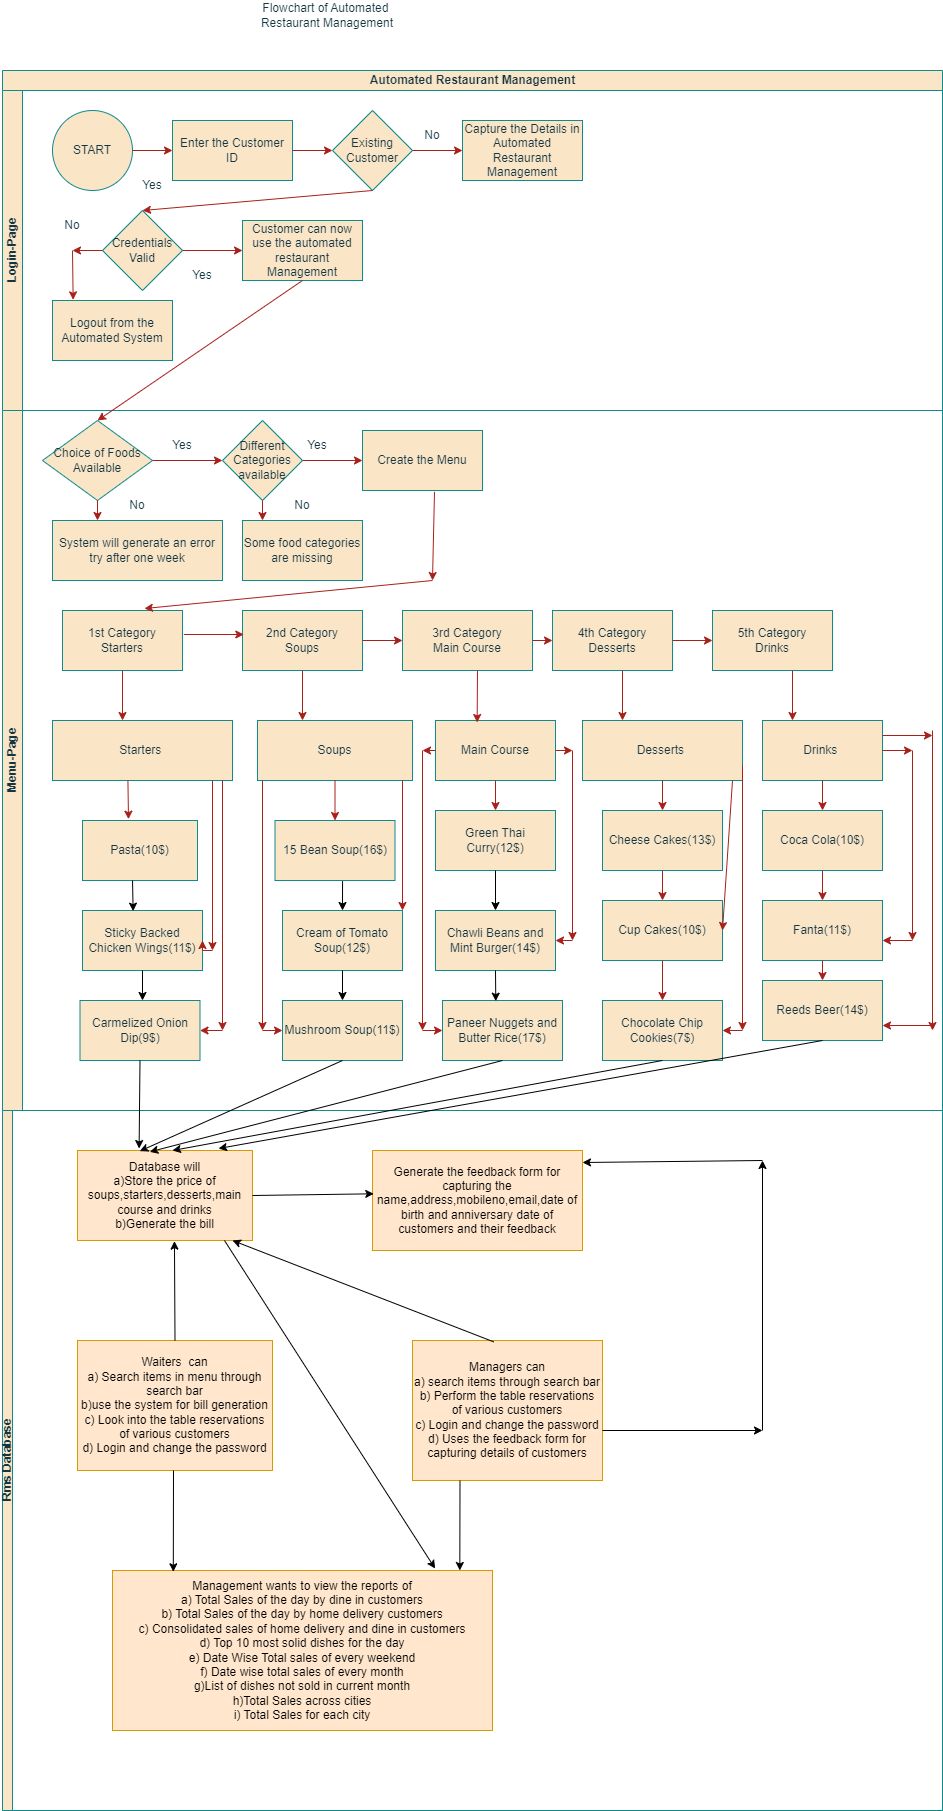 Flowchart of Automated
Restaurant Management
Automated Restaurant Management
Login-Page
START
Enter the Customer
ID
Existing
Customer
No
Capture the Details in
Automated
Restaurant
Management
Yes
No
Credentials
Valid
Yes
Customer can now
use the automated
restaurant
Management
Logout from the
Automated System
Menu-Page
Choice of Foods
Available
Yes
Different
Categories
available
Yes
Create the Menu
No
No
System will generate an error
try after one week
Some food categories
are missing
1st Category
Starters
2nd Category
Soups
3rd Category
Main Course
4th Category
Desserts
5th Category
Drinks
Starters
Soups
Main Course
Desserts
Drinks
Pasta(10$)
15 Bean Soup(16$)
Green Thai
Curry(12$)
Cheese Cakes(13$)
Coca Cola(10$)
Sticky Backed
Chicken Wings(11$)
Cream of Tomato
Soup(12$)
Chawli Beans and
Mint Burger(14$)
Cup Cakes(10$)
Fanta(11$)
Carmelized Onion
Dip(9$)
Mushroom Soup(11$)
Paneer Nuggets and
Butter Rice(17$)
Chocolate Chip
Cookies(7$)
Reeds Beer(14$)
Rms Database
Database will
a)Store the price of
soups,starters,desserts,main
course and drinks
b)Generate the bill
Generate the feedback form for
capturing the
name,address,mobileno,email,date of
birth and anniversary date of
customers and their feedback
Waiters can
a) Search items in menu through
search bar
b)use the system for bill generation
c) Look into the table reservations
of various customers
d) Login and change the password
Managers can
a) search items through search bar
b) Perform the table reservations
of various customers
c) Login and change the password
d) Uses the feedback form for
capturing details of customers
Management wants to view the reports of
a) Total Sales of the day by dine in customers
b) Total Sales of the day by home delivery customers
c) Consolidated sales of home delivery and dine in customers
d) Top 10 most solid dishes for the day
e) Date Wise Total sales of every weekend
f) Date wise total sales of every month
g)List of dishes not sold in current month
h)Total Sales across cities
i) Total Sales for each city